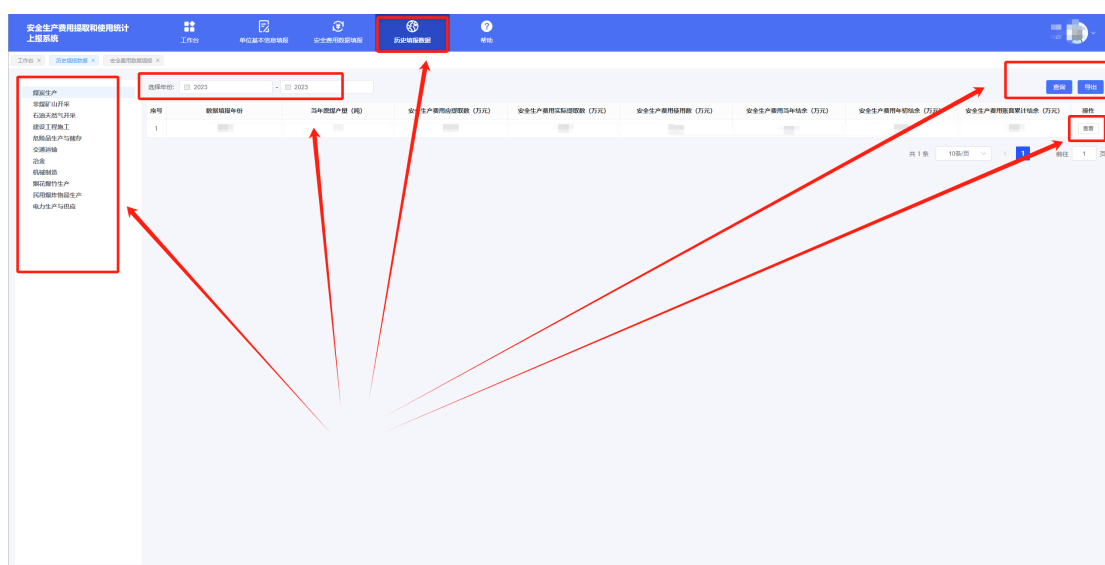 安全生产费用提取和使用统计
上报系统
工作台
单位基本信息填报
安全费用数据填报
历史填报数据
帮助
工作台 ×
历史填报数据 ×
安全费用数据填报 ×
煤炭生产
非煤矿山开采
石油天然气开采
建设工程施工
危险品生产与储存
交通运输
冶金
机械制造
烟花爆竹生产
民用爆炸物品生产
电力生产与供应
选择年份: 2023 - 2023
查询 导出
序号 数据填报年份 当年原煤产量 (吨) 安全生产费用应提取数 (万元) 安全生产费用实际提取数 (万元) 安全生产费用使用数 (万元) 安全生产费用当年结余 (万元) 安全生产费用年初结余 (万元) 安全生产费用账面累计结余 (万元) 操作
1 查看
共 1 条 10条/页 1 前往 1 页